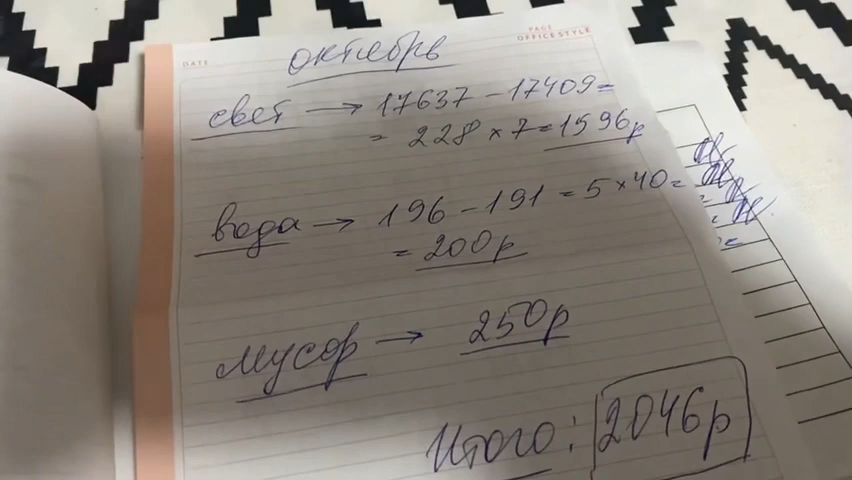 DATE
PAGE
OFFICE STYLE
октябрь
свет → 17637 - 17409 =
= 228 × 7 = 1596р
вода → 196 - 191 = 5 × 40 =
= 200р
мусор → 250р
Итого: 2046р